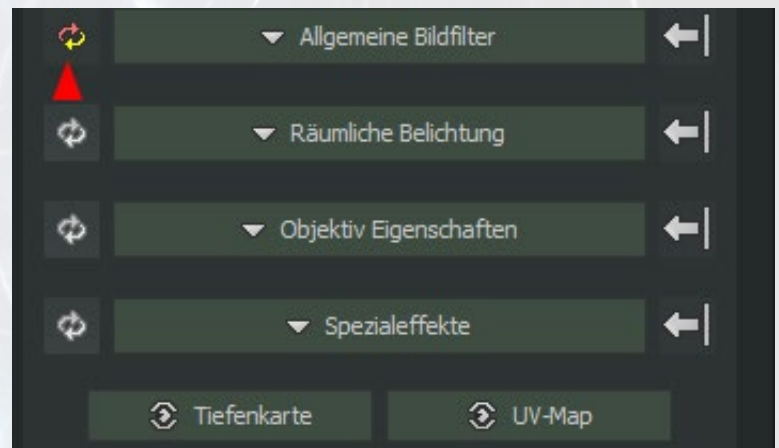 Allgemeine Bildfilter
Räumliche Belichtung
Objektiv Eigenschaften
Spezialeffekte
Tiefenkarte UV-Map